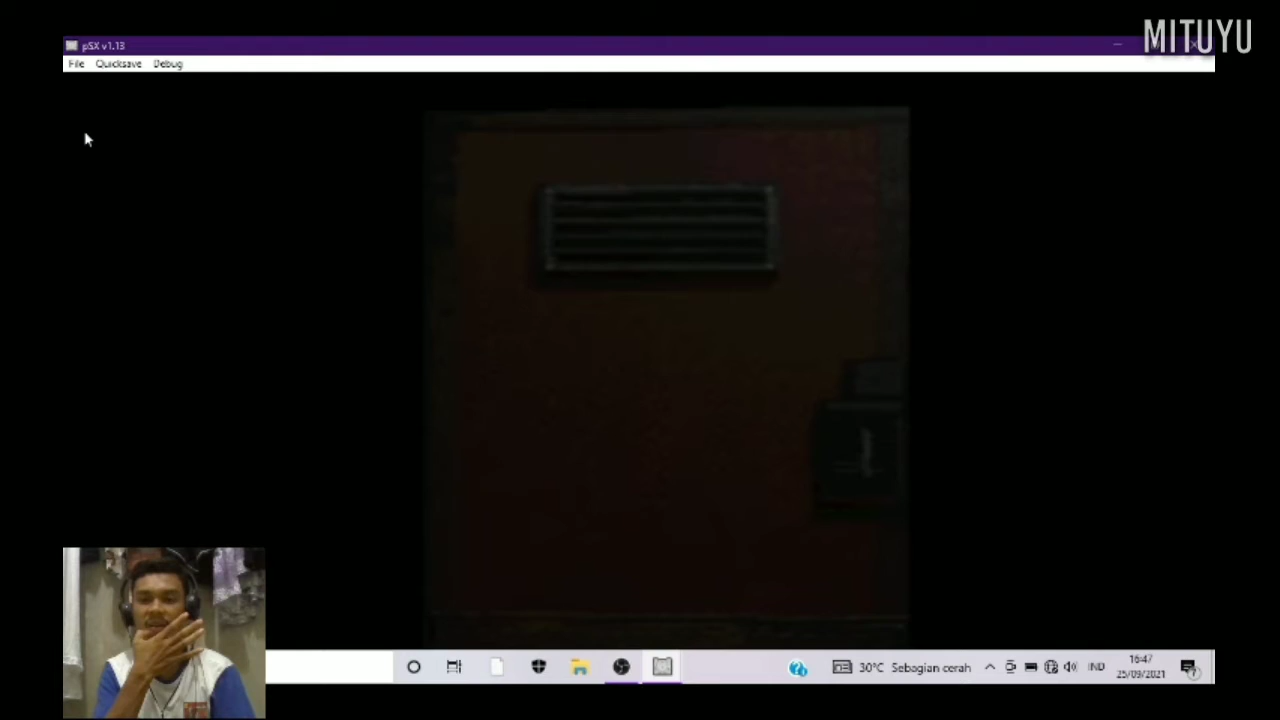 MITUYU
pSX v1.13
File Quicksave Debug
30°C Sebagian cerah
IND
16:47
25/09/2021